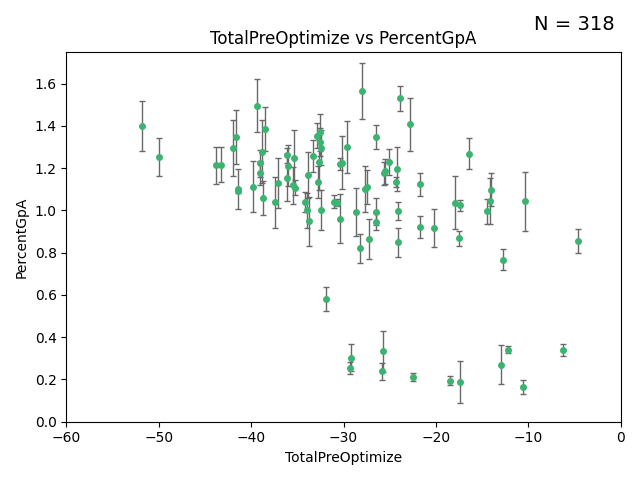 N = 318
TotalPreOptimize vs PercentGpA
1.6
1.4
1.2
1.0
0.8
0.6
0.4
0.2
0.0
PercentGpA
−60 −50 −40 −30 −20 −10 0
TotalPreOptimize